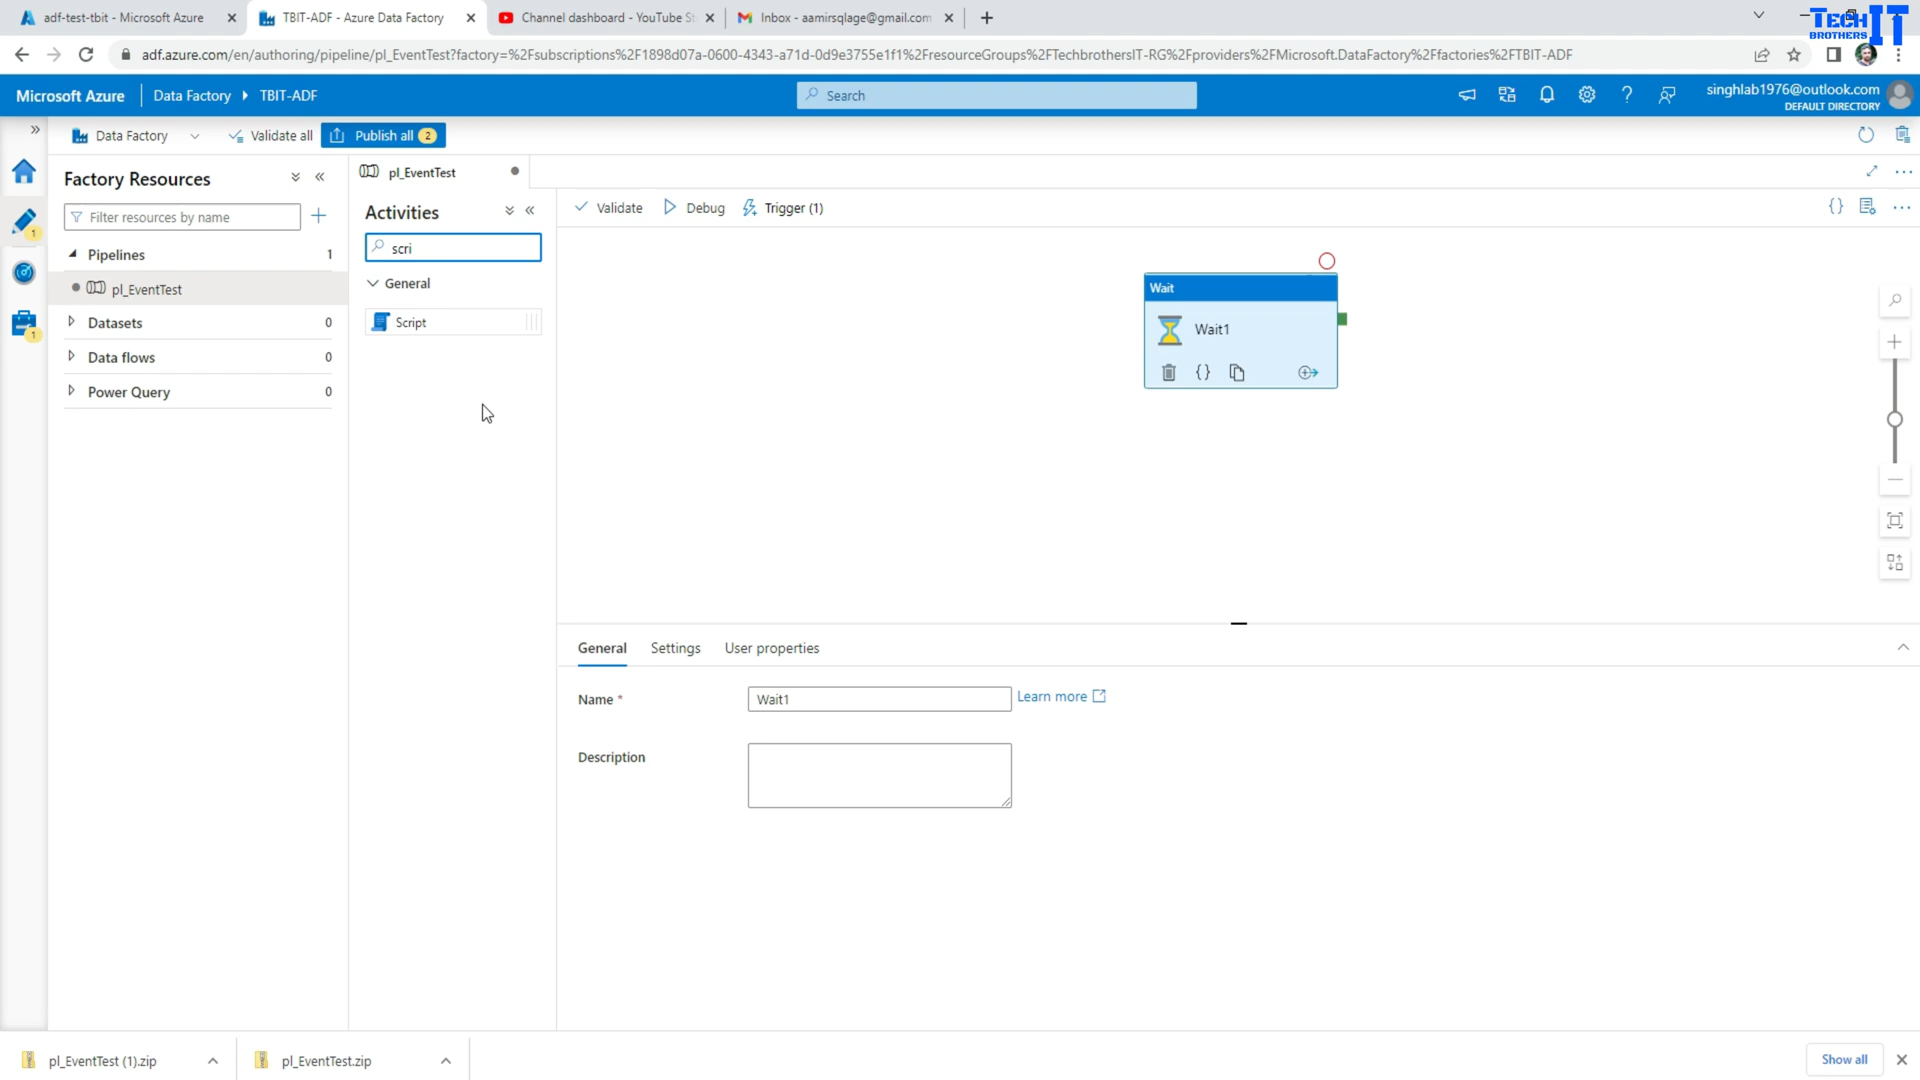 adf-test-tbit - Microsoft Azure
TBIT-ADF - Azure Data Factory
Channel dashboard - YouTube St
Inbox - aamirsqlage@gmail.com
TECH IT
BROTHERS
adf.azure.com/en/authoring/pipeline/pl_EventTest?factory=%2Fsubscriptions%2F1898d07a-0600-4343-a71d-0d9e3755e1f1%2FresourceGroups%2FTechbrothersIT-RG%2Fproviders%2FMicrosoft.DataFactory%2Ffactories%2FTBIT-ADF
Microsoft Azure
Data Factory
TBIT-ADF
Search
singhlab1976@outlook.com
DEFAULT DIRECTORY
Data Factory
Validate all
Publish all 2
Factory Resources
Filter resources by name
Pipelines 1
pl_EventTest
Datasets 0
Data flows 0
Power Query 0
1
1
pl_EventTest
Activities
scri
General
Script
Validate
Debug
Trigger (1)
Wait
Wait1
General
Settings
User properties
Name *
Wait1
Learn more
Description
pl_EventTest (1).zip
pl_EventTest.zip
Show all